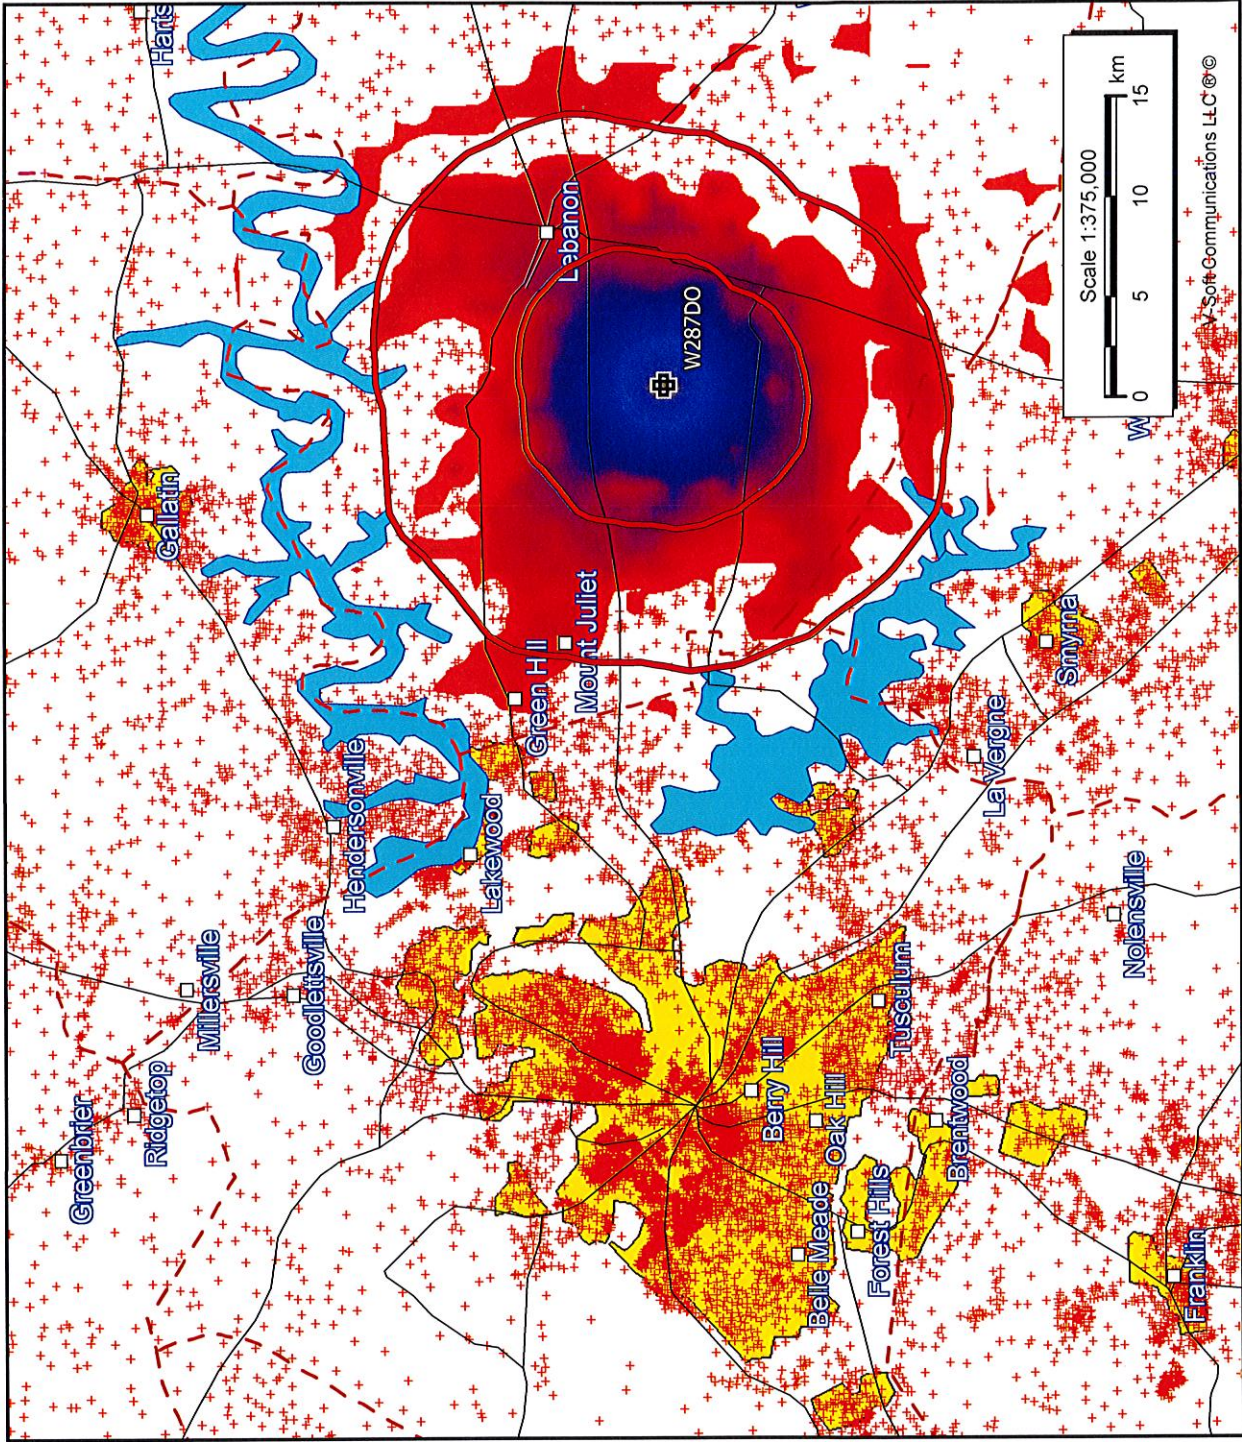 Harts
Gallatin
Lebanon
W287DO
Greenbrier
Ridgetop
Millersville
Goodlettsville
Hendersonville
Lakewood
Green Hill
Mount Juliet
Berry Hill
Oak Hill
Belle Meade
Forest Hills
Tusculum
Brentwood
La Vergne
Smyrna
Nolensville
Franklin
W
Scale 1:375,000
0 5 10 15 km
V-Soft Communications LLC ® ©